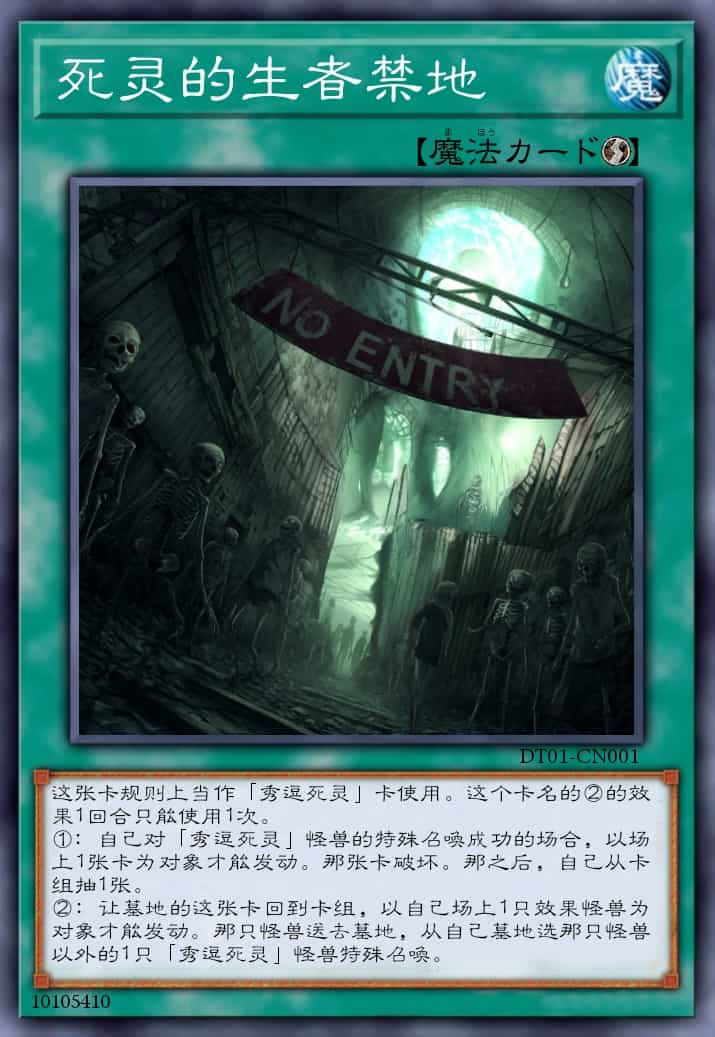 死灵的生者禁地
魔
ま ほう
【魔法カード】
NO ENTRY
DT01-CN001
这张卡规则上当作「秀逗死灵」卡使用。这个卡名的②的效
果1回合只能使用1次。
①：自己对「秀逗死灵」怪兽的特殊召唤成功的场合，以场
上1张卡为对象才能发动。那张卡破坏。那之后，自己从卡
组抽1张。
②：让墓地的这张卡回到卡组，以自己场上1只效果怪兽为
对象才能发动。那只怪兽送去墓地，从自己墓地选那只怪兽
以外的1只「秀逗死灵」怪兽特殊召唤。
10105410